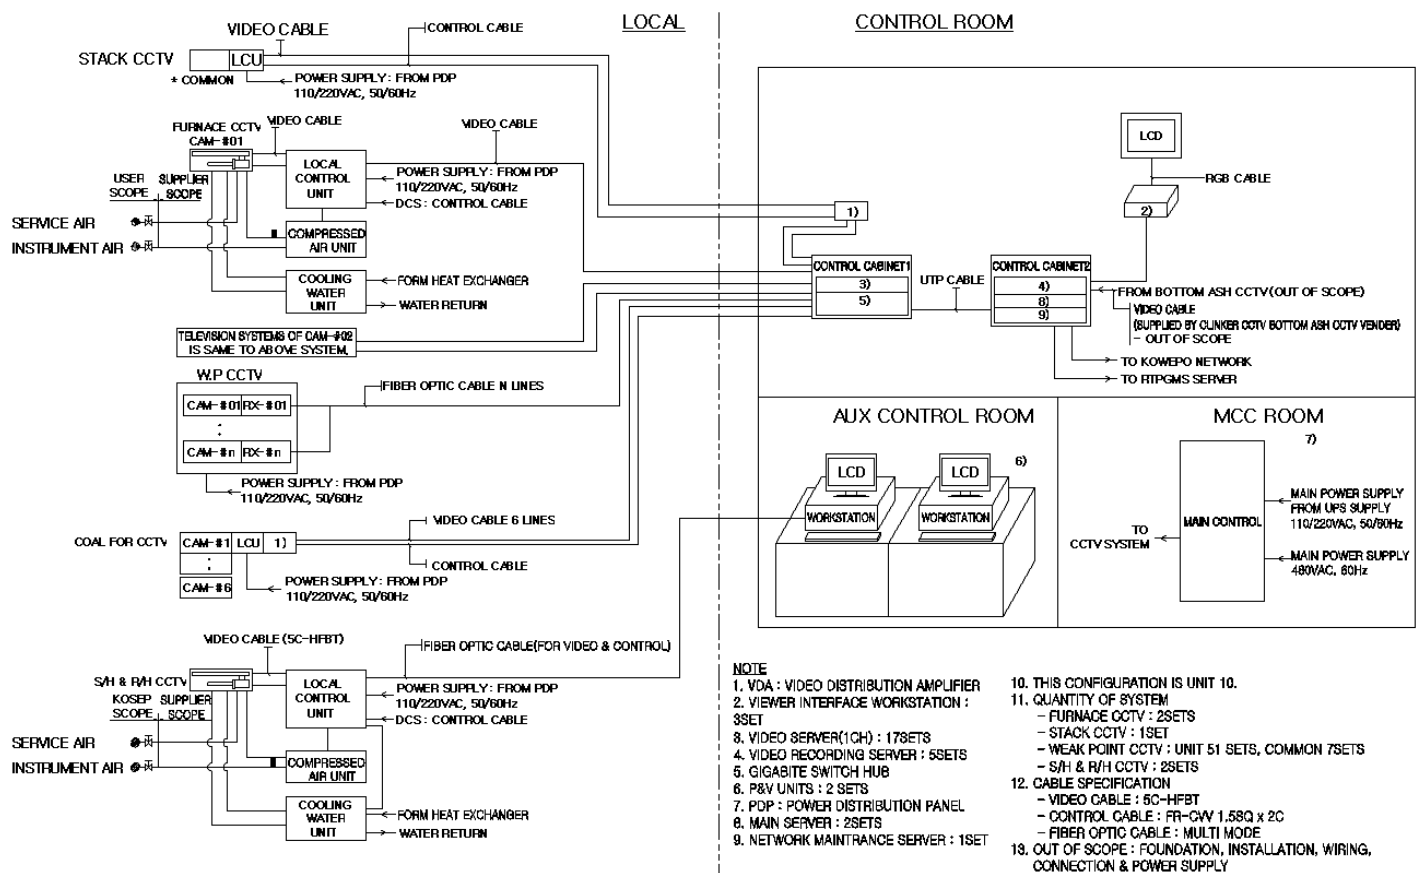 LOCAL
CONTROL ROOM
VIDEO CABLE
CONTROL CABLE
STACK CCTV
LCU
* COMMON
POWER SUPPLY : FROM PDP
110/220VAC, 50/60Hz
FURNACE CCTV
CAM-#01
VIDEO CABLE
VIDEO CABLE
LOCAL
CONTROL
UNIT
POWER SUPPLY : FROM PDP
110/220VAC, 50/60Hz
DCS : CONTROL CABLE
USER
SCOPE
SUPPLIER
SCOPE
SERVICE AIR
INSTRUMENT AIR
COMPRESSED
AIR UNIT
COOLING
WATER
UNIT
FORM HEAT EXCHANGER
WATER RETURN
TELEVISION SYSTEMS OF CAM-#02
IS SAME TO ABOVE SYSTEM,
W.P CCTV
CAM-#01
RX-#01
:
CAM-#n
RX-#n
FIBER OPTIC CABLE N LINES
POWER SUPPLY : FROM PDP
110/220VAC, 50/60Hz
COAL FOR CCTV
CAM-#1
LCU
1)
:
CAM-#6
VIDEO CABLE 6 LINES
CONTROL CABLE
POWER SUPPLY : FROM PDP
110/220VAC, 50/60Hz
VIDEO CABLE (5C-HFBT)
FIBER OPTIC CABLE(FOR VIDEO & CONTROL)
S/H & R/H CCTV
LOCAL
CONTROL
UNIT
POWER SUPPLY : FROM PDP
110/220VAC, 50/60Hz
DCS : CONTROL CABLE
KOSEP
SCOPE
SUPPLIER
SCOPE
SERVICE AIR
INSTRUMENT AIR
COMPRESSED
AIR UNIT
COOLING
WATER
UNIT
FORM HEAT EXCHANGER
WATER RETURN
LCD
RGB CABLE
2)
1)
CONTROL CABINET1
3)
5)
UTP CABLE
CONTROL CABINET2
4)
8)
9)
FROM BOTTOM ASH CCTV(OUT OF SCOPE)
VIDEO CABLE
(SUPPLIED BY CLINKER CCTV BOTTOM ASH CCTV VENDER)
- OUT OF SCOPE
TO KOWEPO NETWORK
TO RTPGMS SERVER
AUX CONTROL ROOM
6)
LCD
LCD
WORKSTATION
WORKSTATION
MCC ROOM
7)
MAIN CONTROL
TO
CCTV SYSTEM
MAIN POWER SUPPLY
FROM UPS SUPPLY
110/220VAC, 50/60Hz
MAIN POWER SUPPLY
480VAC, 60Hz
NOTE
1. VDA : VIDEO DISTRIBUTION AMPLIFIER
2. VIEWER INTERFACE WORKSTATION :
3SET
3. VIDEO SERVER(1CH) : 17SETS
4. VIDEO RECORDING SERVER : 5SETS
5. GIGABITE SWITCH HUB
6. P&V UNITS : 2 SETS
7. PDP : POWER DISTRIBUTION PANEL
8. MAIN SERVER : 2SETS
9. NETWORK MAINTRANCE SERVER : 1SET
10. THIS CONFIGURATION IS UNIT 10.
11. QUANTITY OF SYSTEM
- FURNACE CCTV : 2SETS
- STACK CCTV : 1SET
- WEAK POINT CCTV : UNIT 51 SETS, COMMON 7SETS
- S/H & R/H CCTV : 2SETS
12. CABLE SPECIFICATION
- VIDEO CABLE : 5C-HFBT
- CONTROL CABLE : FR-CVV 1.5SQ x 2C
- FIBER OPTIC CABLE : MULTI MODE
13. OUT OF SCOPE : FOUNDATION, INSTALLATION, WIRING,
CONNECTION & POWER SUPPLY